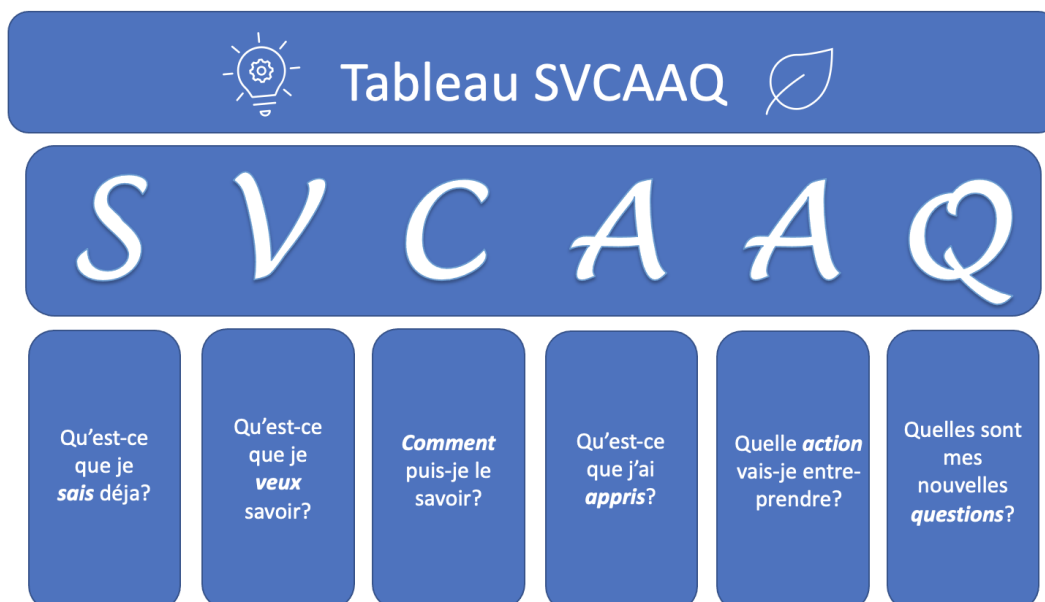 Tableau SVCAAQ
S V C A A Q
Qu'est-ce
que je
sais déja?
Qu'est-ce
que je
veux
savoir?
Comment
puis-je le
savoir?
Qu'est-ce
que j'ai
appris?
Quelle action
vais-je entre-
prendre?
Quelles sont
mes
nouvelles
questions?